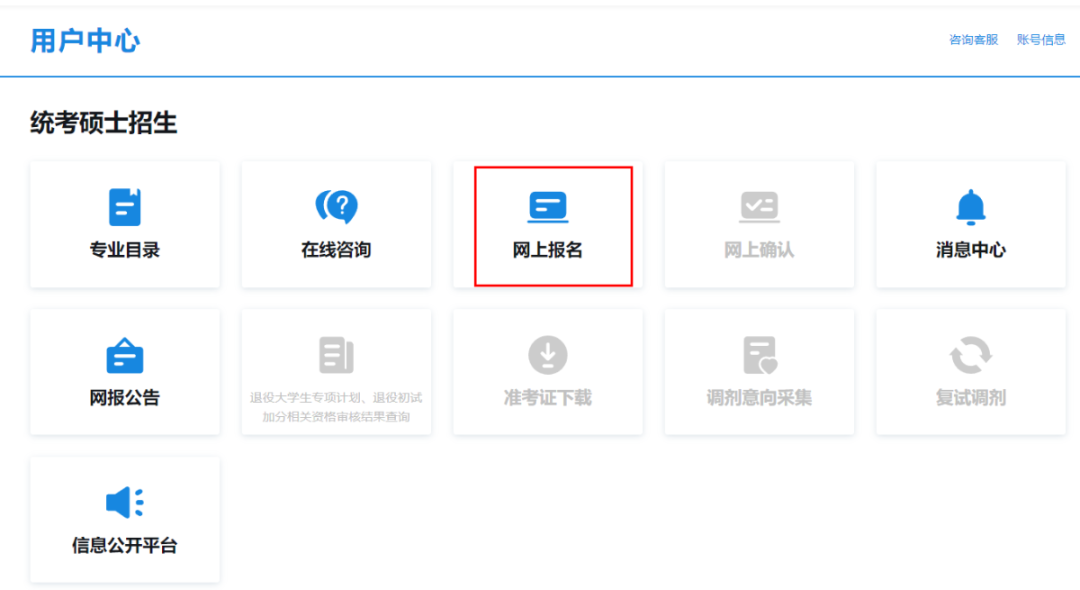 用户中心
咨询客服 账号信息
统考硕士招生
专业目录 在线咨询 网上报名 网上确认 消息中心
网报公告
退役大学生专项计划、退役初试
加分相关资格审核结果查询
准考证下载 调剂意向采集 复试调剂
信息公开平台